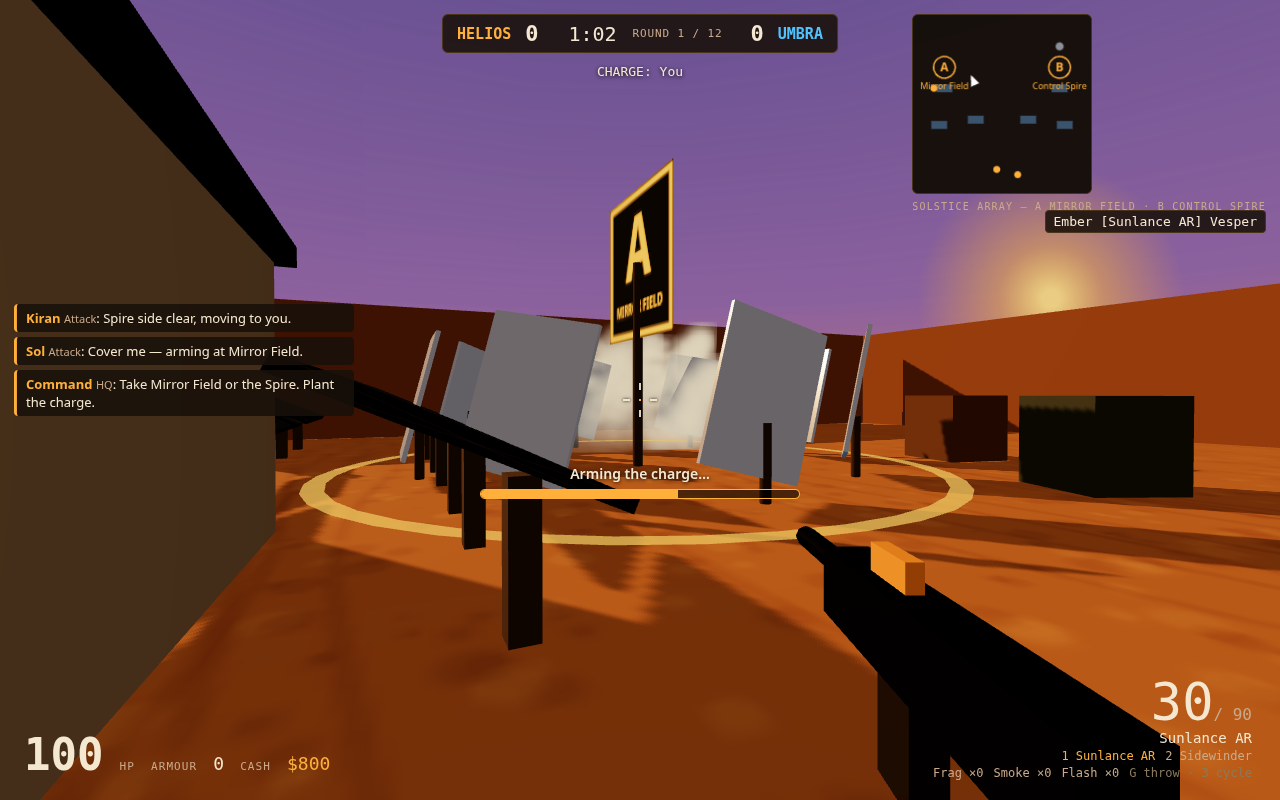 HELIOS 0 1:02 ROUND 1 / 12 0 UMBRA
CHARGE: You
A
B
Mirror Field
Control Spire
SOLSTICE ARRAY — A MIRROR FIELD · B CONTROL SPIRE
Ember [Sunlance AR] Vesper
A
MIRROR FIELD
Kiran Attack: Spire side clear, moving to you.
Sol Attack: Cover me — arming at Mirror Field.
Command HQ: Take Mirror Field or the Spire. Plant
the charge.
Arming the charge...
100 HP ARMOUR 0 CASH $800
30 / 90
Sunlance AR
1 Sunlance AR 2 Sidewinder
Frag ×0 Smoke ×0 Flash ×0 G throw · 3 cycle